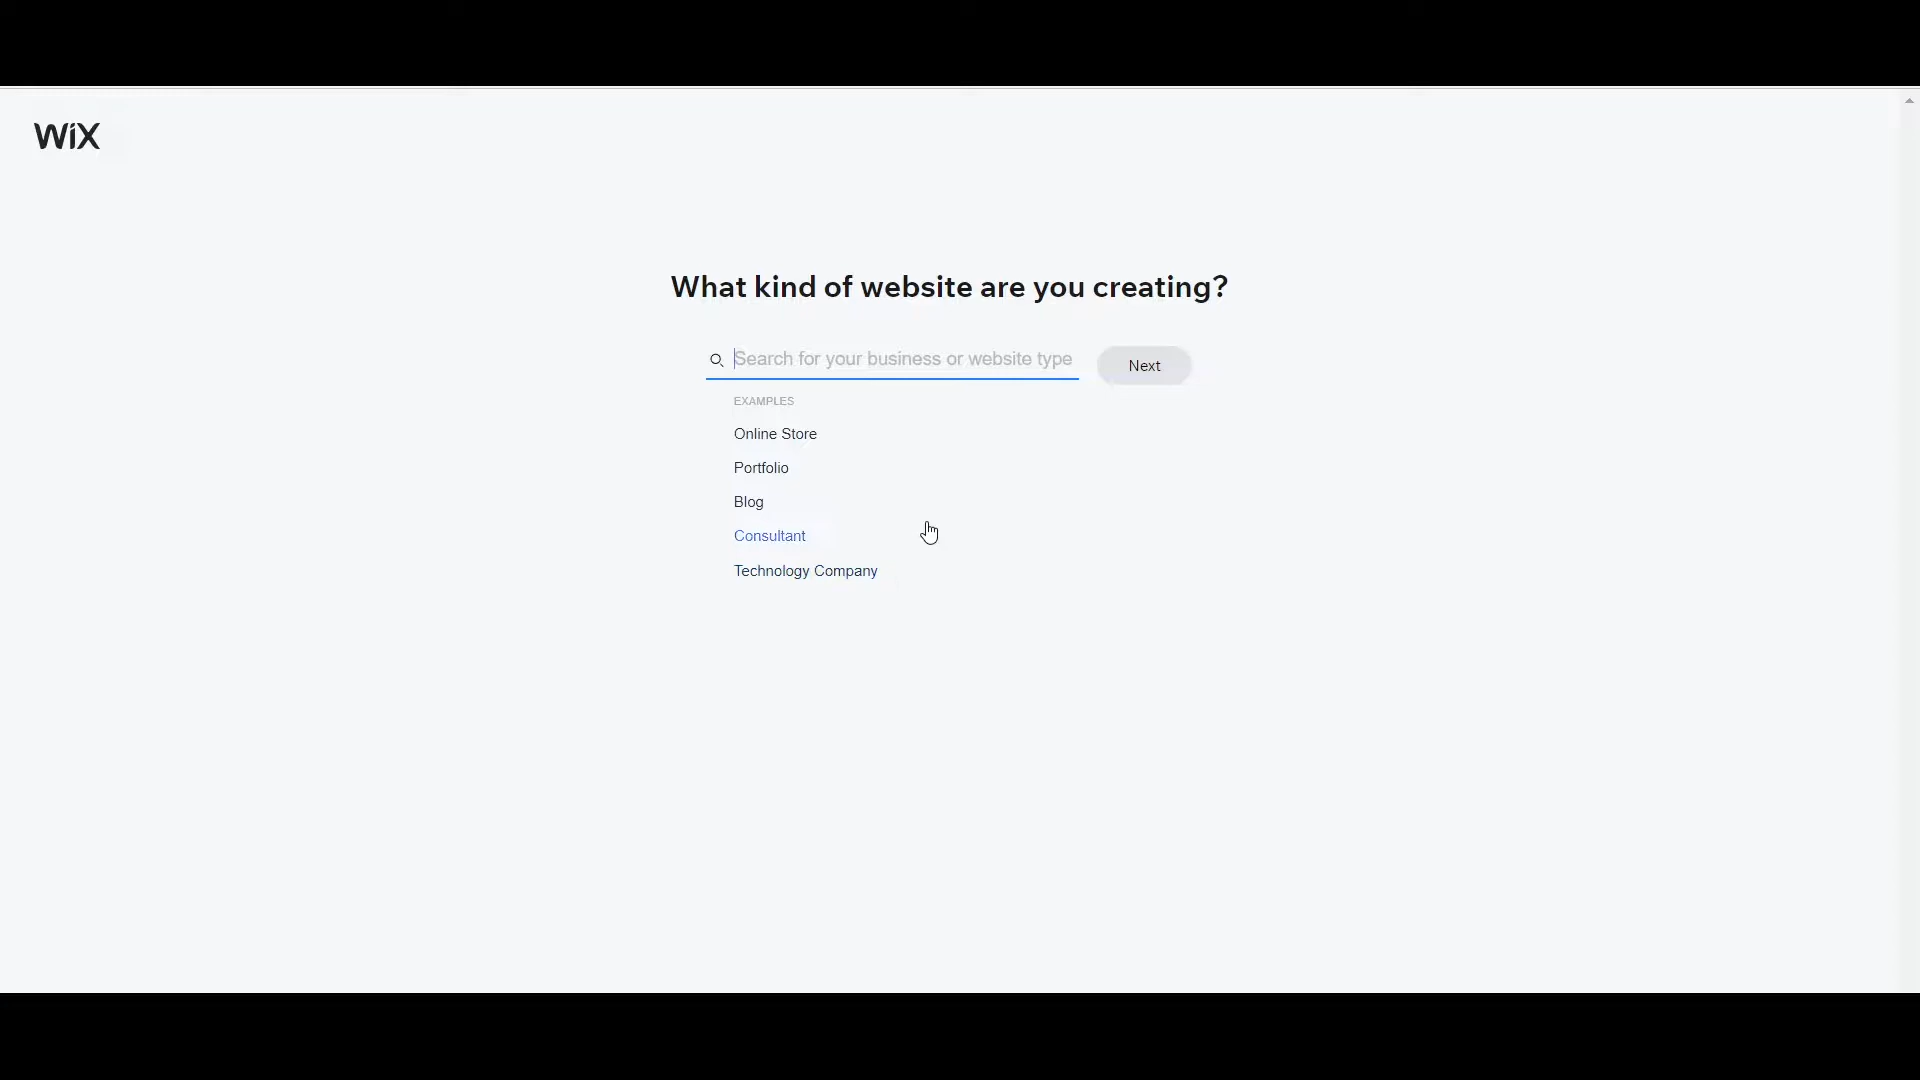 WiX
What kind of website are you creating?
Search for your business or website type
Next
EXAMPLES
Online Store
Portfolio
Blog
Consultant
Technology Company